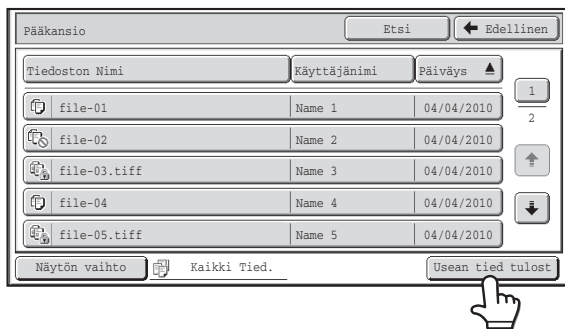 Pääkansio Etsi Edellinen
Tiedoston Nimi Käyttäjänimi Päiväys
file-01 Name 1 04/04/2010 1
file-02 Name 2 04/04/2010 2
file-03.tiff Name 3 04/04/2010
file-04 Name 4 04/04/2010
file-05.tiff Name 5 04/04/2010
Näytön vaihto Kaikki Tied. Usean tied tulost